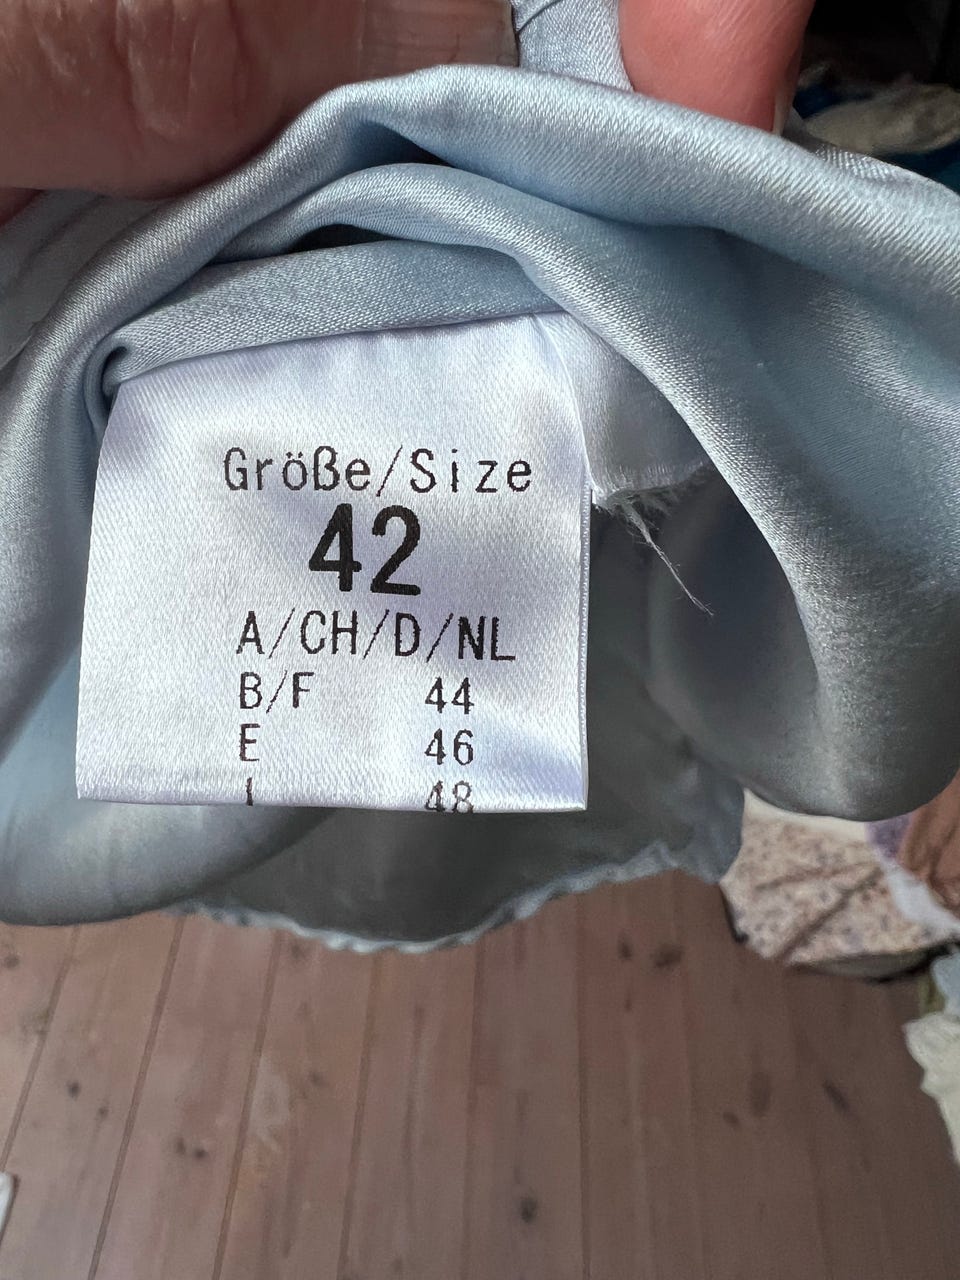 Größe/Size
42
A/CH/D/NL
B/F 44
E 46
I 48